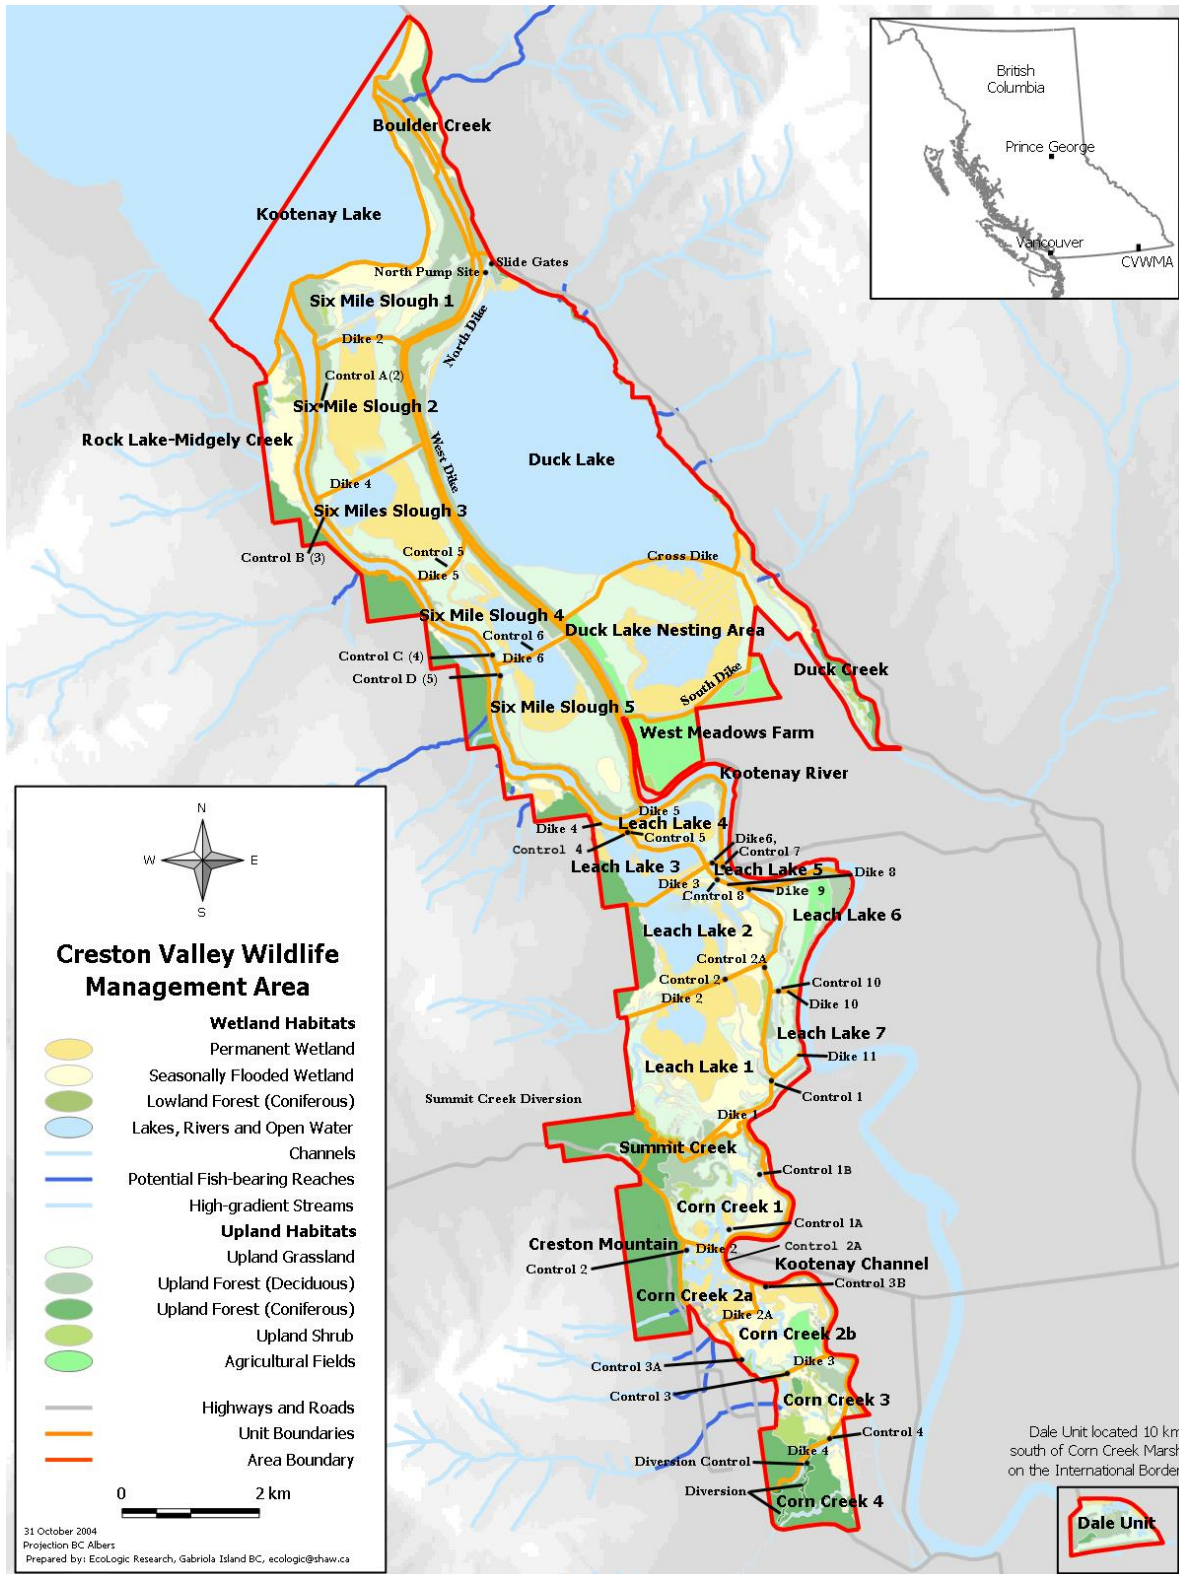 British
Columbia
Prince George
Vancouver
CVWMA
Boulder Creek
Kootenay Lake
Slide Gates
North Pump Site
Six Mile Slough 1
North Dike
Dike 2
Control A(2)
Six Mile Slough 2
Rock Lake-Midgely Creek
West Dike
Duck Lake
Dike 4
Six Miles Slough 3
Control B (3)
Control 5
Dike 5
Cross Dike
Six Mile Slough 4
Duck Lake Nesting Area
Control 6
Control C (4)
Dike 6
Control D (5)
South Dike
Duck Creek
Six Mile Slough 5
West Meadows Farm
Kootenay River
Dike 5
Dike 4
Leach Lake 4
Control 5
Control 4
Dike6,
Control 7
Leach Lake 3
Leach Lake 5
Dike 8
Dike 3
Control 8
Dike 9
Leach Lake 6
Leach Lake 2
Control 2A
Control 2
Control 10
Dike 2
Dike 10
Leach Lake 7
Dike 11
Leach Lake 1
Control 1
Summit Creek Diversion
Dike 1
Summit Creek
Control 1B
Corn Creek 1
Control 1A
Creston Mountain
Dike 2
Control 2A
Control 2
Kootenay Channel
Control 3B
Corn Creek 2a
Dike 2A
Corn Creek 2b
Control 3A
Dike 3
Control 3
Corn Creek 3
Control 4
Dike 4
Diversion Control
Diversion
Corn Creek 4
N
W
E
S
Creston Valley Wildlife
Management Area
Wetland Habitats
Permanent Wetland
Seasonally Flooded Wetland
Lowland Forest (Coniferous)
Lakes, Rivers and Open Water
Channels
Potential Fish-bearing Reaches
High-gradient Streams
Upland Habitats
Upland Grassland
Upland Forest (Deciduous)
Upland Forest (Coniferous)
Upland Shrub
Agricultural Fields
Highways and Roads
Unit Boundaries
Area Boundary
0 2 km
31 October 2004
Projection BC Albers
Prepared by: EcoLogic Research, Gabriola Island BC, ecologic@shaw.ca
Dale Unit located 10 km
south of Corn Creek Marsh
on the International Border
Dale Unit